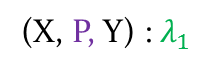 (X, P, Y) : λ₁